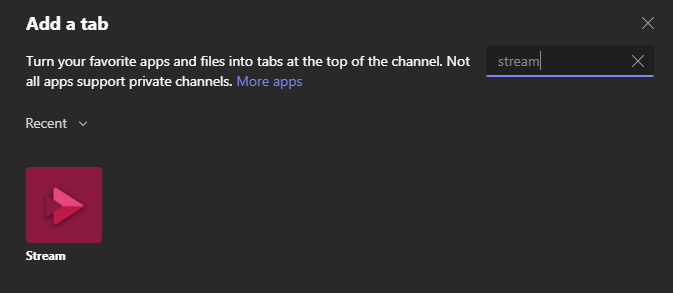 Add a tab
Turn your favorite apps and files into tabs at the top of the channel. Not
all apps support private channels. More apps
stream
Recent
Stream